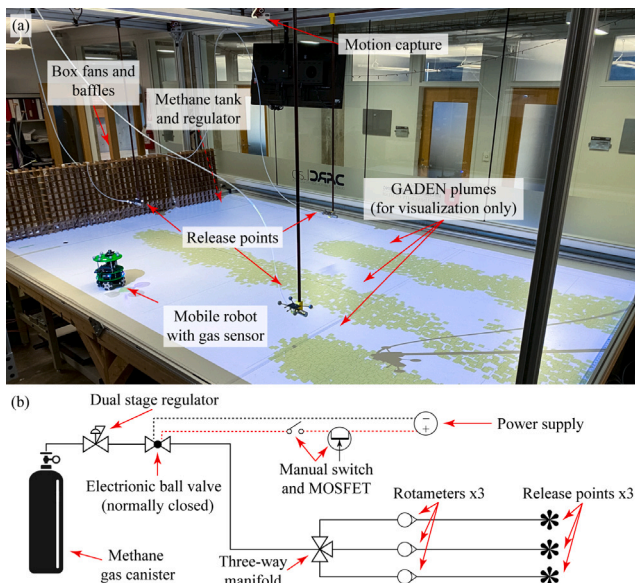 (a)
Motion capture
Box fans and
baffles
Methane tank
and regulator
GADEN plumes
(for visualization only)
Release points
Mobile robot
with gas sensor
(b)
Dual stage regulator
Power supply
Manual switch
and MOSFET
Electrionic ball valve
(normally closed)
Rotameters x3
Release points x3
Methane
gas canister
Three-way
manifold
−
+